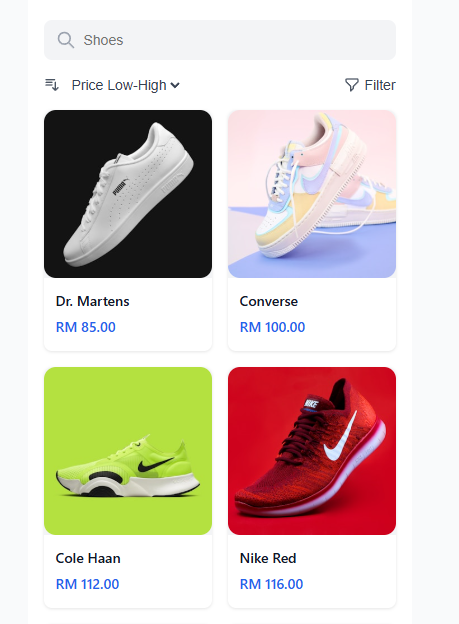 Shoes
Price Low-High
Filter
PUMA
Dr. Martens
RM 85.00
Converse
RM 100.00
NIKE
Cole Haan
RM 112.00
Nike Red
RM 116.00